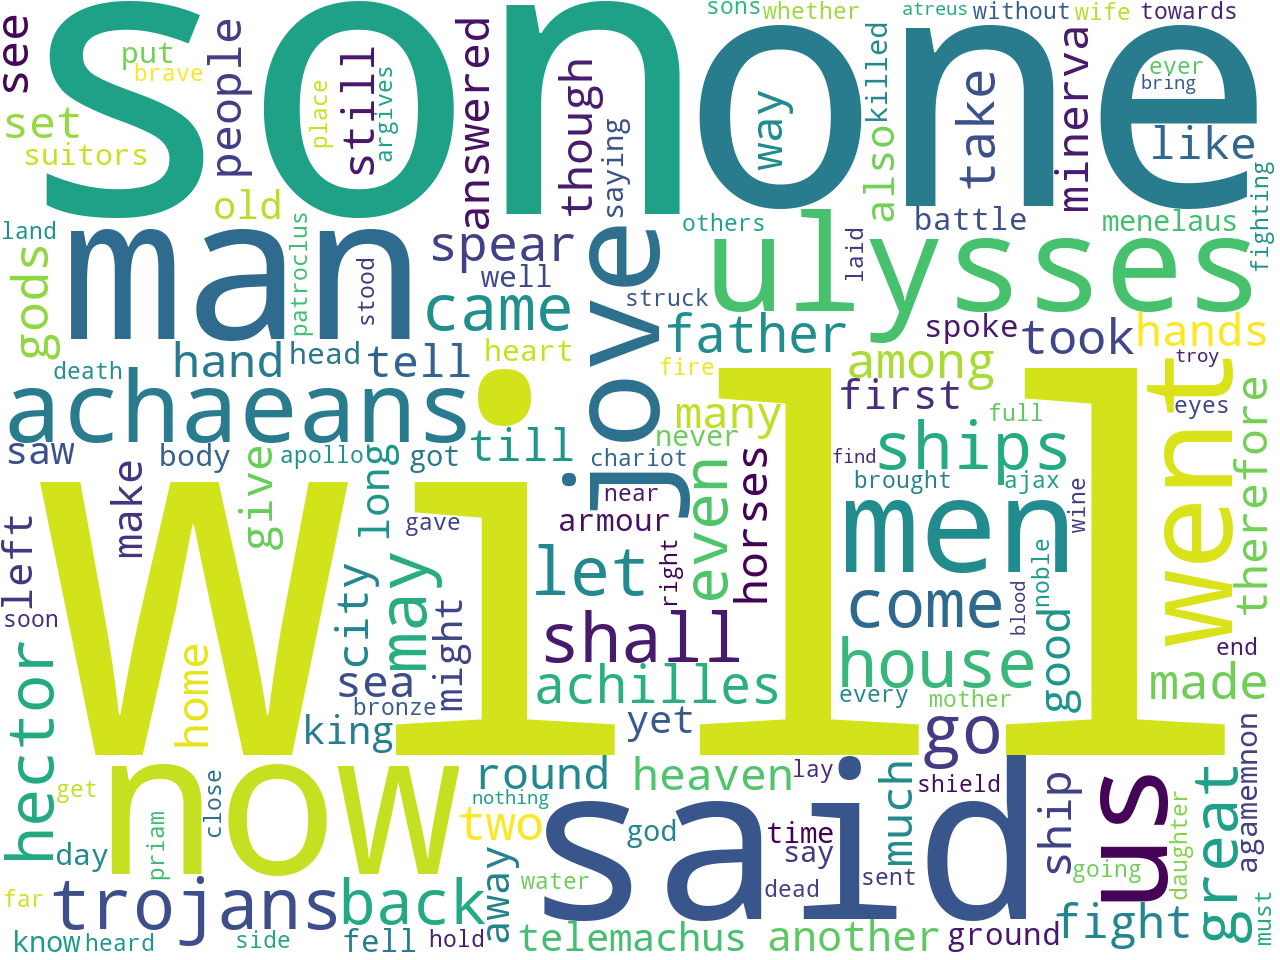 sons whether atreus without wife towards
son one
see put brave people place still argives answered though saying way killed also take minerva ever bring like
set suitors old battle menelaus fighting
land gods man patroclus stood spear well came jove others struck laid ulysses
father spoke took hands
death hand head tell heart fire among troy went
achaeans many first full eyes therefore
saw body apollo got till never chariot find ships
left make give long gave near armour even horses brought ajax wine men
will
soon city may might let right shall come blood noble good house end
hector home sea bronze king achilles yet every mother go made
now round heaven lay shield said us great agamemnon
get priam close nothing two god time say much ship
day away water dead sent going daughter
far trojans back fight must
know heard side fell hold telemachus another ground